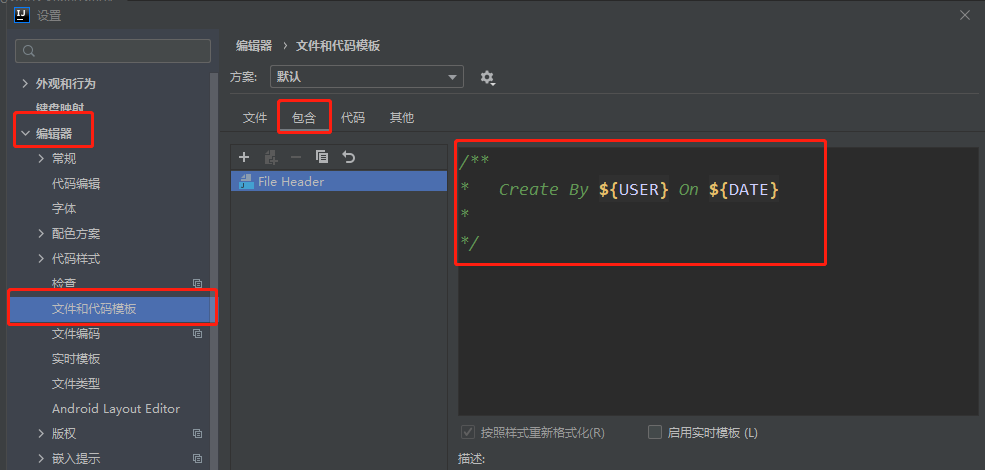 设置
编辑器 › 文件和代码模板
方案: 默认
文件 包含 代码 其他
外观和行为
键盘映射
编辑器
常规
代码编辑
字体
配色方案
代码样式
检查
文件和代码模板
文件编码
实时模板
文件类型
Android Layout Editor
版权
嵌入提示
File Header
/**
* Create By ${USER} On ${DATE}
*
*/
按照样式重新格式化(R) 启用实时模板 (L)
描述: